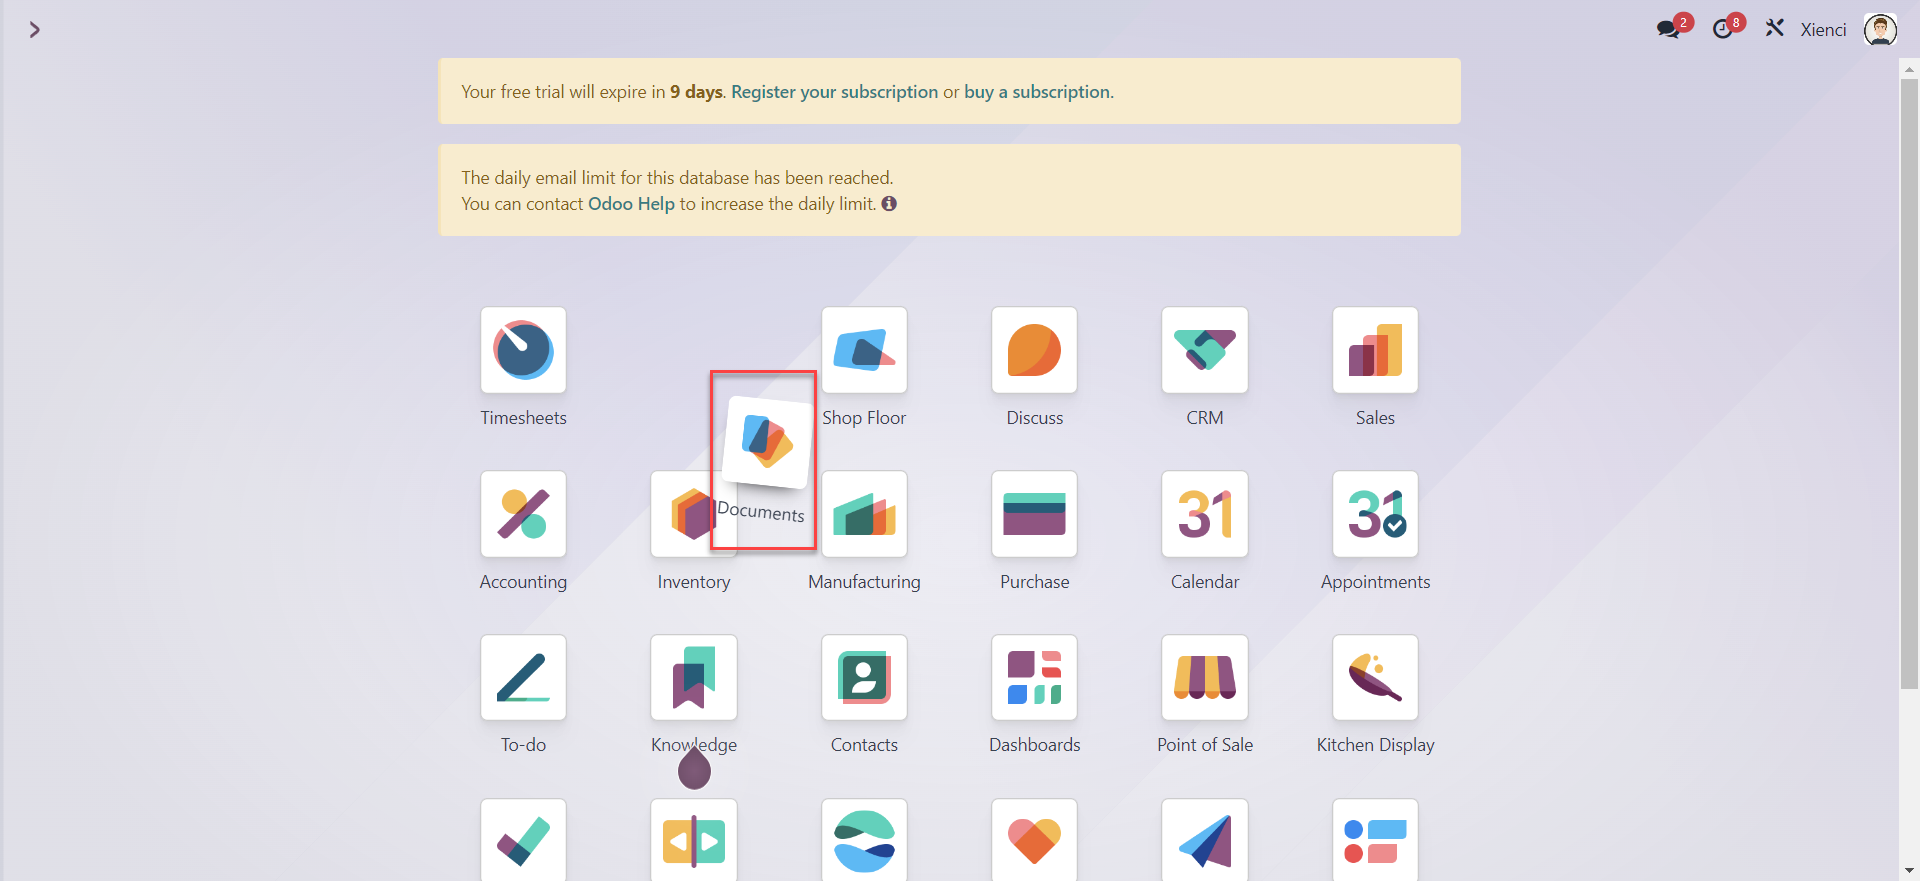 2
8
Xienci
Your free trial will expire in 9 days. Register your subscription or buy a subscription.
The daily email limit for this database has been reached.
You can contact Odoo Help to increase the daily limit.
Timesheets
Shop Floor
Discuss
CRM
Sales
Documents
31
31
Accounting
Inventory
Manufacturing
Purchase
Calendar
Appointments
To-do
Knowledge
Contacts
Dashboards
Point of Sale
Kitchen Display